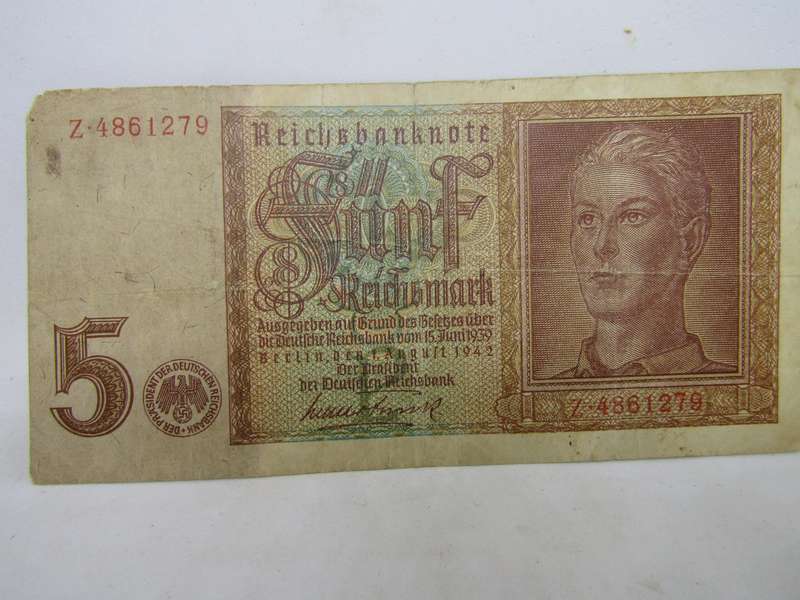 Z·4861279
Reichsbanknote
Fünf
Reichsmark
Ausgegeben auf Grund des Gesetzes über
die Deutsche Reichsbank vom 15. Juni 1939
Berlin, den 1. August 1942
Der Präsident
der Deutschen Reichsbank
5
DER PRÄSIDENT DER DEUTSCHEN REICHSBANK
Z·4861279